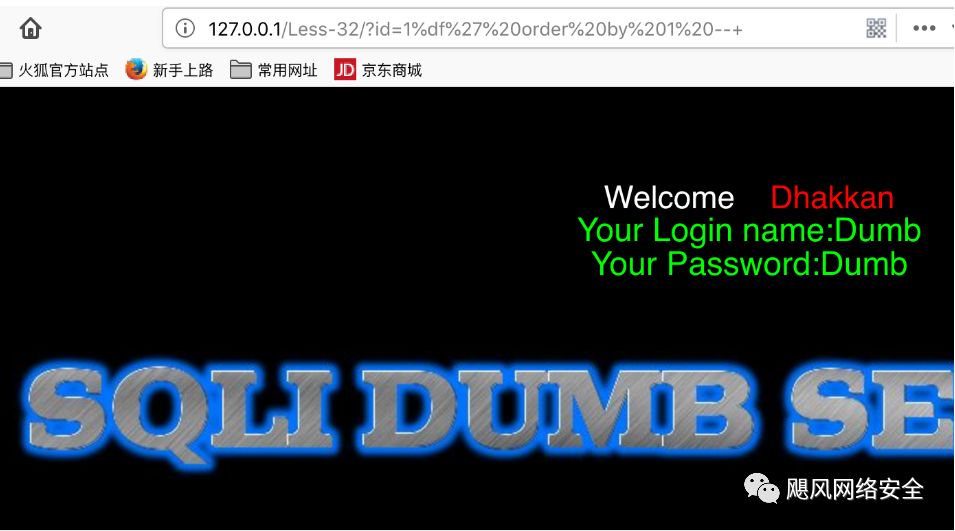 127.0.0.1/Less-32/?id=1%df%27%20order%20by%201%20--+
火狐官方站点 新手上路 常用网址 JD 京东商城
Welcome Dhakkan
Your Login name:Dumb
Your Password:Dumb
SQLI DUMB SE
飓风网络安全